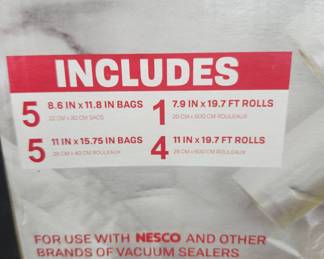 INCLUDES
5 8.6 IN x 11.8 IN BAGS
22 CM x 30 CM SACS
1 7.9 IN x 19.7 FT ROLLS
20 CM x 600 CM ROULEAUX
5 11 IN x 15.75 IN BAGS
28 CM x 40 CM ROULEAUX
4 11 IN x 19.7 FT ROLLS
28 CM x 600 CM ROULEAUX
FOR USE WITH NESCO AND OTHER
BRANDS OF VACUUM SEALERS